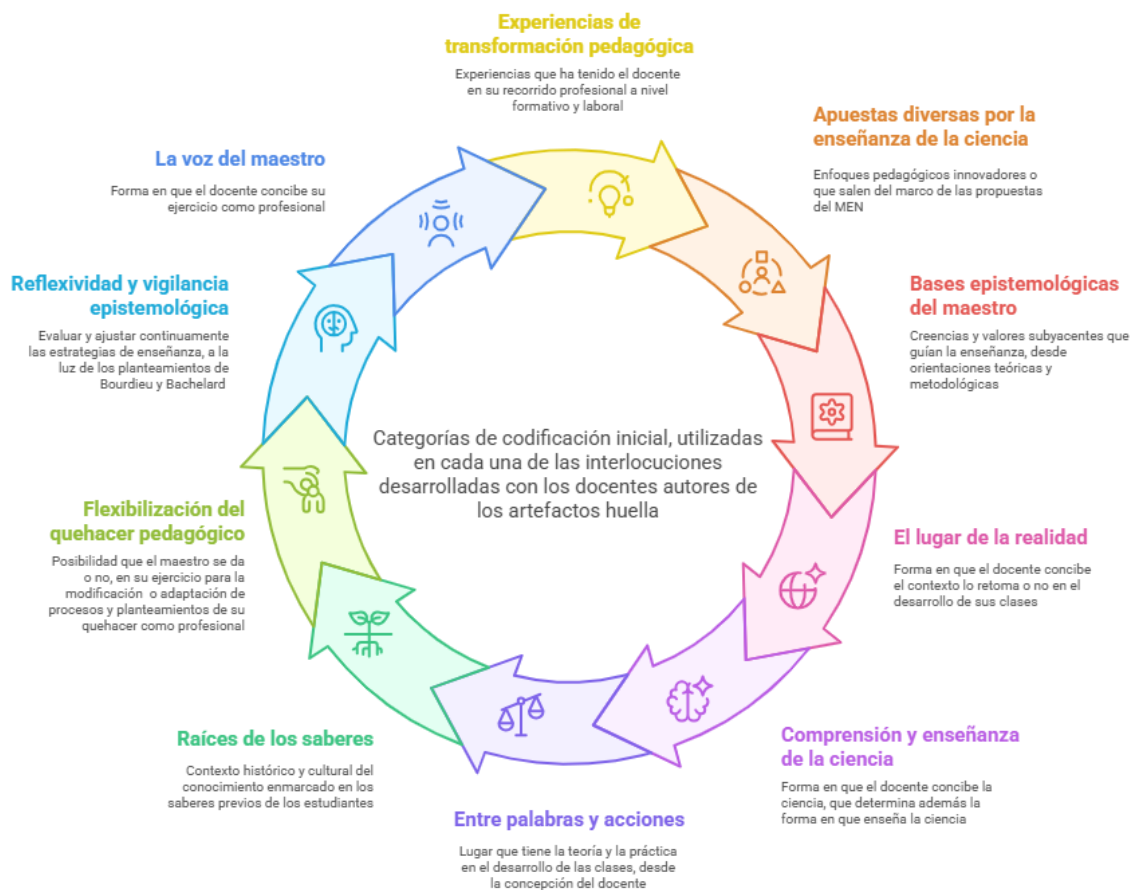 Experiencias de
transformación pedagógica
Experiencias que ha tenido el docente
en su recorrido profesional a nivel
formativo y laboral
Apuestas diversas por la
enseñanza de la ciencia
Enfoques pedagógicos innovadores o
que salen del marco de las propuestas
del MEN
Bases epistemológicas
del maestro
Creencias y valores subyacentes que
guían la enseñanza, desde
orientaciones teóricas y
metodológicas
El lugar de la realidad
Forma en que el docente concibe
el contexto lo retoma o no en el
desarrollo de sus clases
Comprensión y enseñanza
de la ciencia
Forma en que el docente concibe la
ciencia, que determina además la
forma en que enseña la ciencia
Entre palabras y acciones
Lugar que tiene la teoría y la práctica
en el desarrollo de las clases, desde
la concepción del docente
Raíces de los saberes
Contexto histórico y cultural del
conocimiento enmarcado en los
saberes previos de los estudiantes
Flexibilización del
quehacer pedagógico
Posibilidad que el maestro se da
o no, en su ejercicio para la
modificación o adaptación de
procesos y planteamientos de su
quehacer como profesional
Reflexividad y vigilancia
epistemológica
Evaluar y ajustar continuamente
las estrategias de enseñanza, a la
luz de los planteamientos de
Bourdieu y Bachelard
La voz del maestro
Forma en que el docente concibe su
ejercicio como profesional
Categorías de codificación inicial, utilizadas
en cada una de las interlocuciones
desarrolladas con los docentes autores de
los artefactos huella